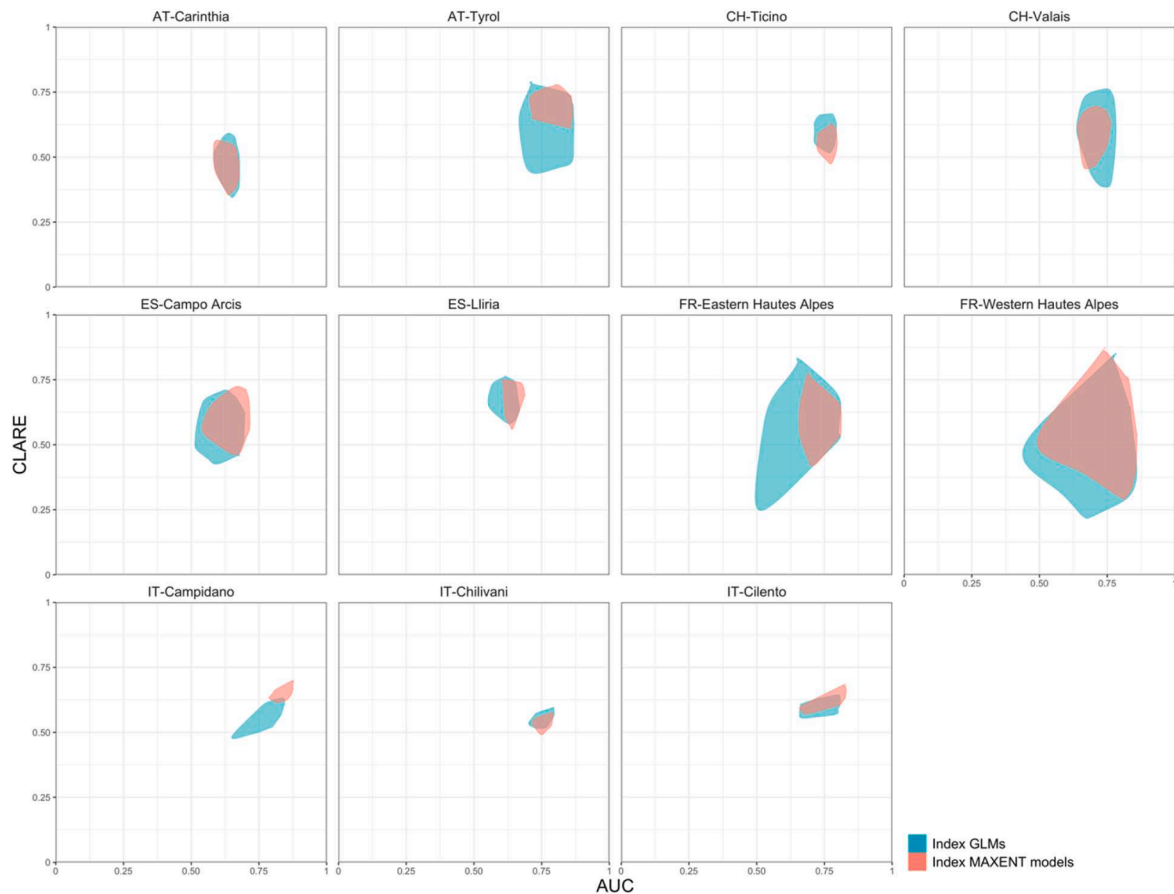 AT-Carinthia
AT-Tyrol
CH-Ticino
CH-Valais
1
0.75
0.50
0.25
0
ES-Campo Arcis
ES-Lliria
FR-Eastern Hautes Alpes
FR-Western Hautes Alpes
1
0.75
0.50
0.25
0
CLARE
0 0.25 0.50 0.75 1
IT-Campidano
IT-Chilivani
IT-Cilento
1
0.75
0.50
0.25
0
0 0.25 0.50 0.75 1
0 0.25 0.50 0.75 1
0 0.25 0.50 0.75 1
AUC
Index GLMs
Index MAXENT models